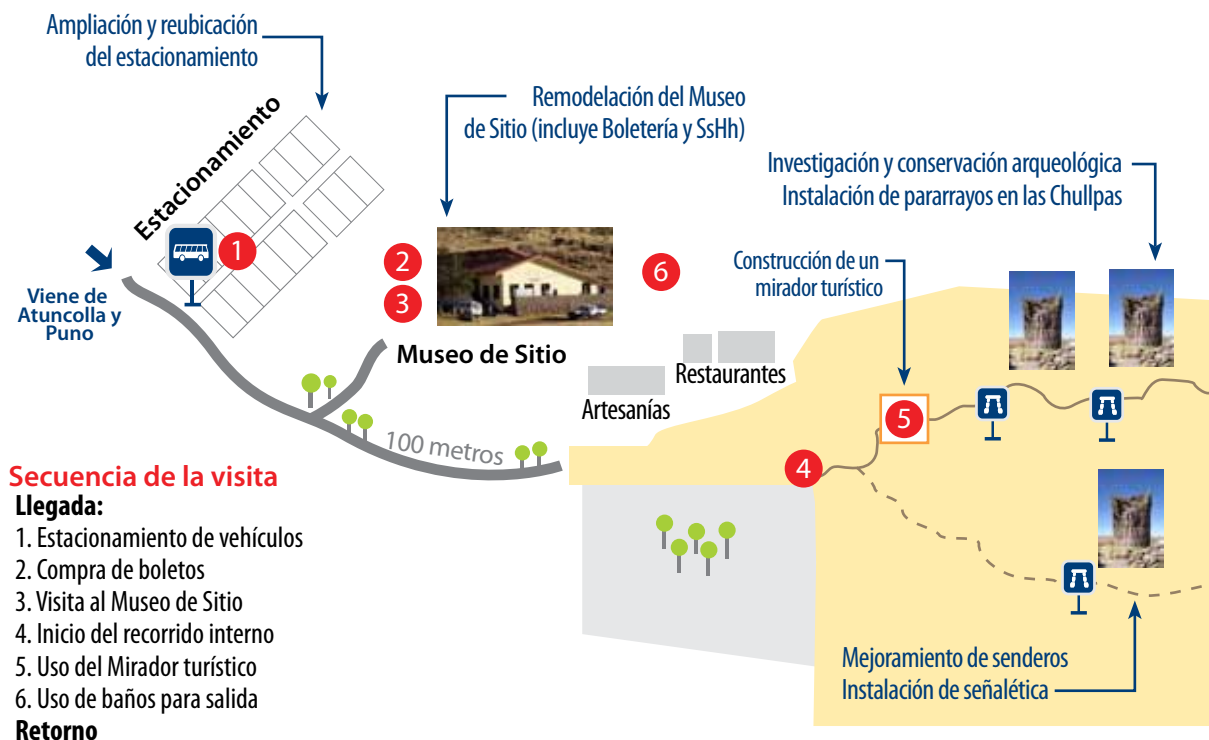 Ampliación y reubicación
del estacionamiento
Estacionamiento
1
Viene de
Atuncolla y
Puno
Remodelación del Museo
de Sitio (incluye Boletería y SsHh)
2
3
6
Museo de Sitio
Investigación y conservación arqueológica
Instalación de pararrayos en las Chullpas
Construcción de un
mirador turístico
Restaurantes
Artesanías
100 metros
5
4
Mejoramiento de senderos
Instalación de señalética
Secuencia de la visita
Llegada:
1. Estacionamiento de vehículos
2. Compra de boletos
3. Visita al Museo de Sitio
4. Inicio del recorrido interno
5. Uso del Mirador turístico
6. Uso de baños para salida
Retorno